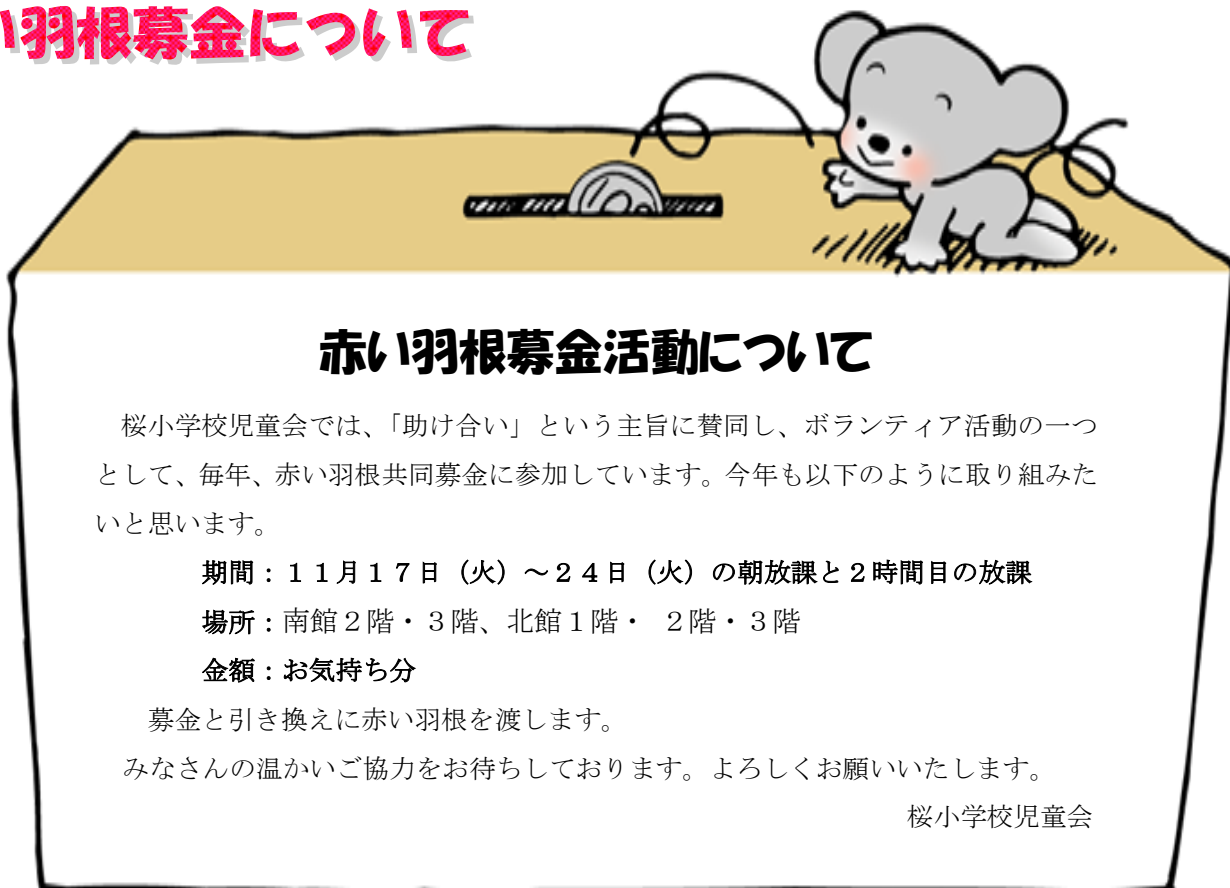 い羽根募金について
赤い羽根募金活動について
桜小学校児童会では、「助け合い」という主旨に賛同し、ボランティア活動の一つ
として、毎年、赤い羽根共同募金に参加しています。今年も以下のように取り組みた
いと思います。
期間：１１月１７日（火）～２４日（火）の朝放課と２時間目の放課
場所：南館２階・３階、北館１階・　２階・３階
金額：お気持ち分
募金と引き換えに赤い羽根を渡します。
みなさんの温かいご協力をお待ちしております。よろしくお願いいたします。
桜小学校児童会